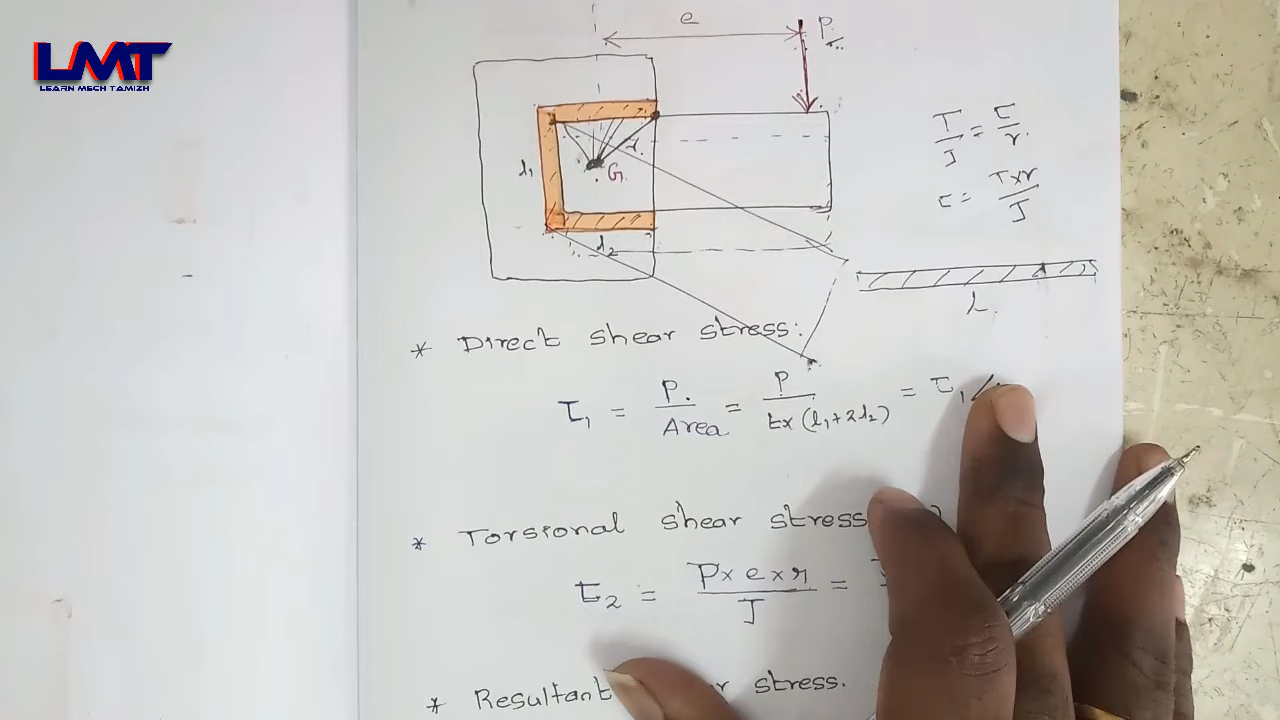 LMT
LEARN MECH TAMIZH
e
P
l1
r.
G1
l2
T/J = τ/r.
τ = T×r/J
L.
* Direct shear stress:
τ1 = P./Area = P/t×(l1+2l2) = τ1
* Torsional shear stress
τ2 = P×e×r/J =
* Resultant stress.